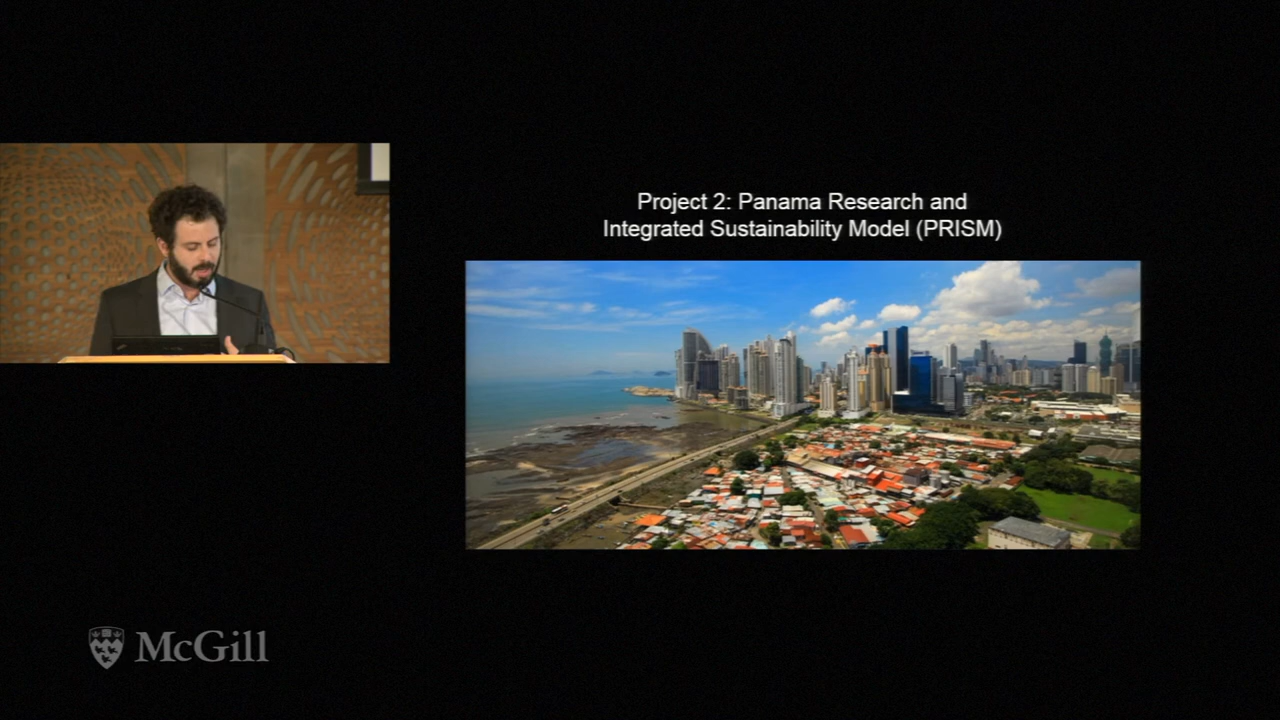 Project 2: Panama Research and
Integrated Sustainability Model (PRISM)
McGill